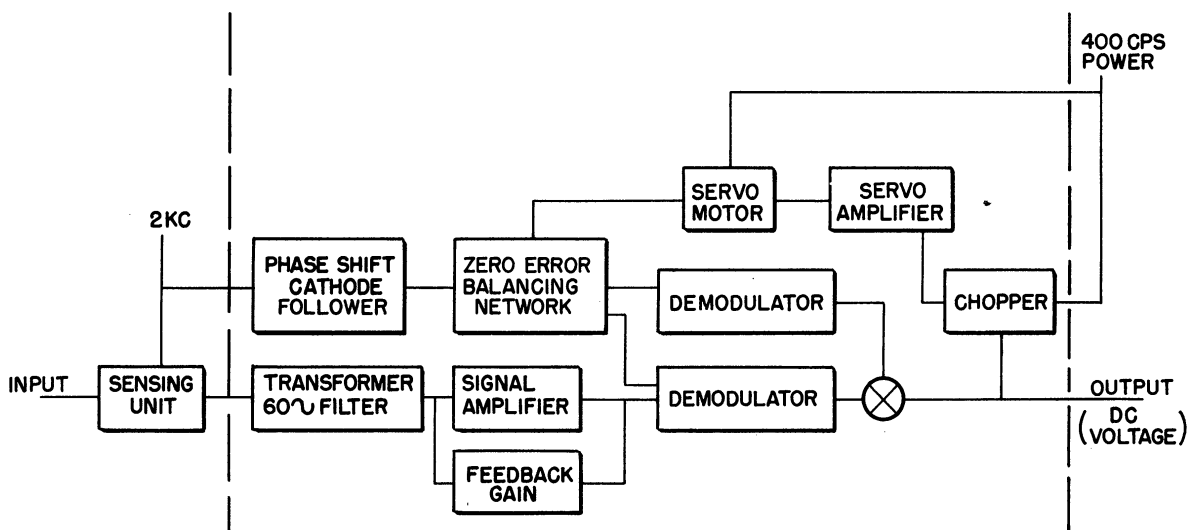 400 CPS
POWER
SERVO
MOTOR
SERVO
AMPLIFIER
2KC
PHASE SHIFT
CATHODE
FOLLOWER
ZERO ERROR
BALANCING
NETWORK
DEMODULATOR
CHOPPER
INPUT
SENSING
UNIT
TRANSFORMER
60∿ FILTER
SIGNAL
AMPLIFIER
DEMODULATOR
OUTPUT
(DC
VOLTAGE)
FEEDBACK
GAIN